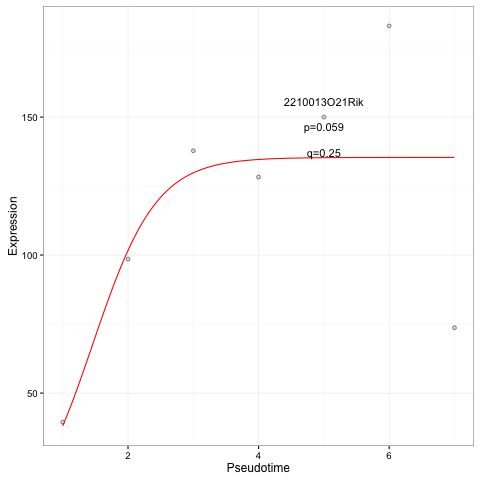 2210013O21Rik
150
p=0.059
q=0.25
Expression
100
50
2
4
6
Pseudotime